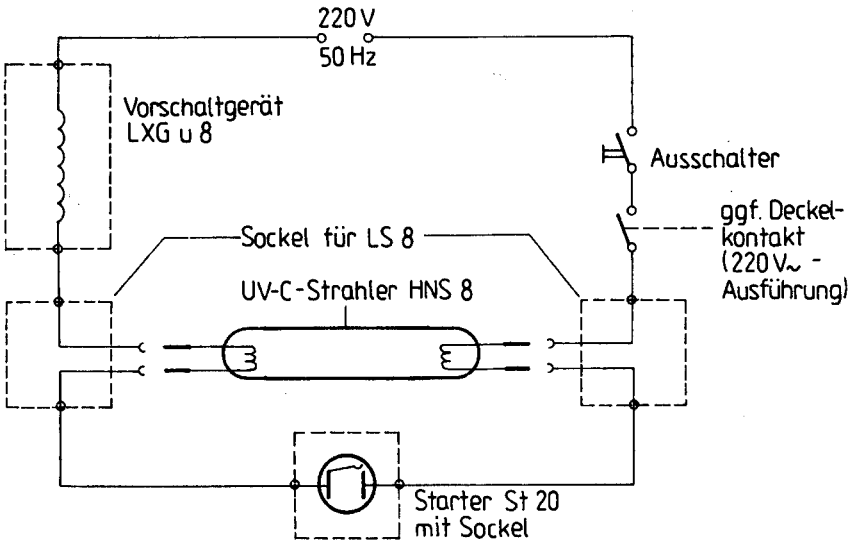 220 V
50 Hz
Vorschaltgerät
LXG u 8
Ausschalter
ggf. Deckel-
kontakt
(220 V~ -
Ausführung)
Sockel für LS 8
UV-C-Strahler HNS 8
Starter St 20
mit Sockel